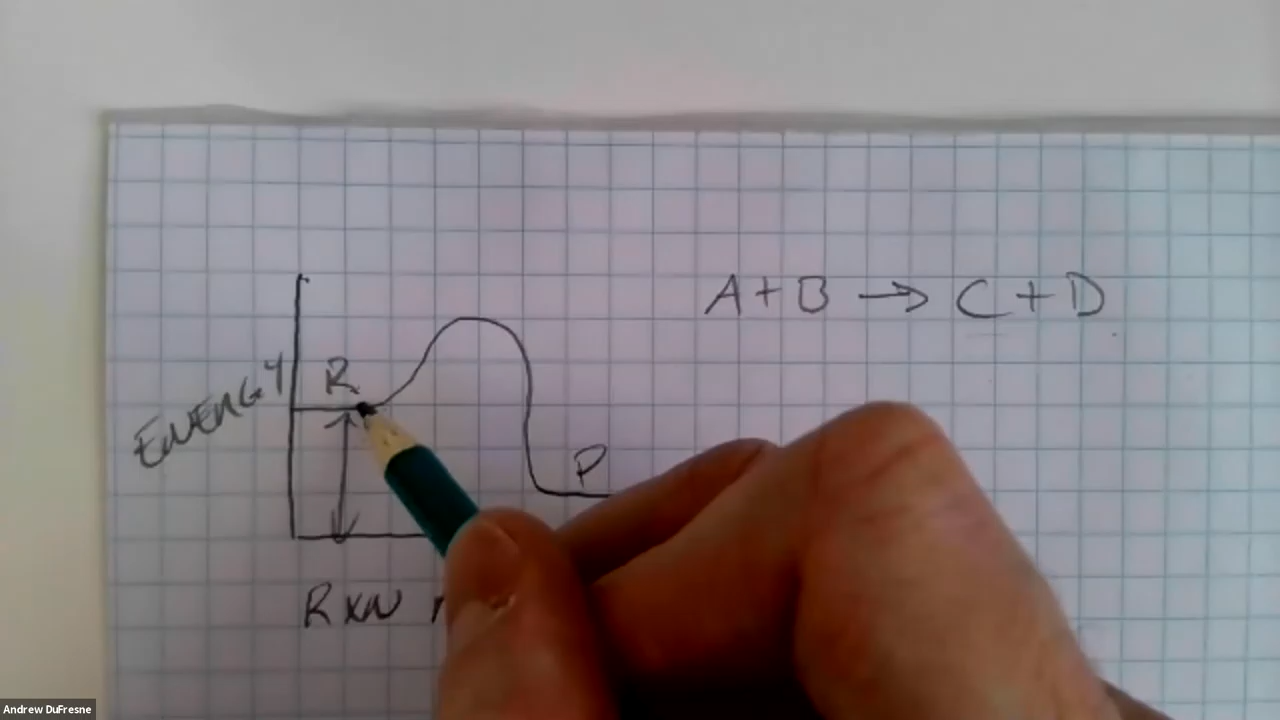 A + B → C + D
R
ENERGY
P
RXN
Andrew DuFresne